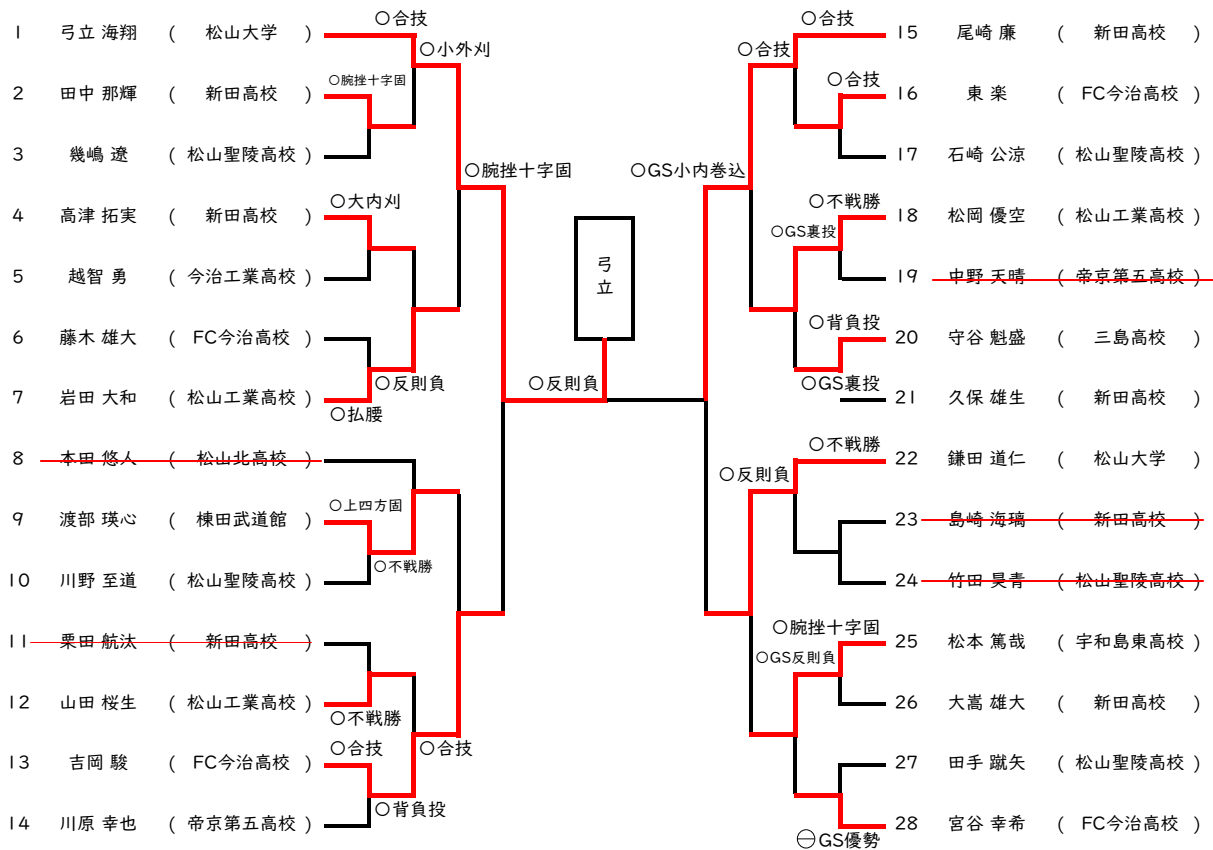 ○合技
1 弓立 海翔 ( 松山大学 )
○小外刈
○腕挫十字固
2 田中 那輝 ( 新田高校 )
3 幾嶋 遼 ( 松山聖陵高校 )
○腕挫十字固
○大内刈
4 高津 拓実 ( 新田高校 )
5 越智 勇 ( 今治工業高校 )
6 藤木 雄大 ( FC今治高校 )
○反則負
7 岩田 大和 ( 松山工業高校 )
○払腰
8 本田 悠人 ( 松山北高校 )
○上四方固
9 渡部 瑛心 ( 棟田武道館 )
○不戦勝
10 川野 至道 ( 松山聖陵高校 )
11 栗田 航汰 ( 新田高校 )
12 山田 桜生 ( 松山工業高校 )
○不戦勝
○合技
○合技
13 吉岡 駿 ( FC今治高校 )
○背負投
14 川原 幸也 ( 帝京第五高校 )
弓立
○反則負
○合技
15 尾崎 廉 ( 新田高校 )
○合技
○合技
16 東 楽 ( FC今治高校 )
17 石崎 公涼 ( 松山聖陵高校 )
○GS小内巻込
○不戦勝
18 松岡 優空 ( 松山工業高校 )
○GS裏投
19 中野 天晴 ( 帝京第五高校 )
○背負投
20 守谷 魁盛 ( 三島高校 )
○GS裏投
21 久保 雄生 ( 新田高校 )
○不戦勝
22 鎌田 道仁 ( 松山大学 )
○反則負
23 島崎 海璃 ( 新田高校 )
24 竹田 昊青 ( 松山聖陵高校 )
○腕挫十字固
25 松本 篤哉 ( 宇和島東高校 )
○GS反則負
26 大嵩 雄大 ( 新田高校 )
27 田手 蹴矢 ( 松山聖陵高校 )
28 宮谷 幸希 ( FC今治高校 )
㊀GS優勢